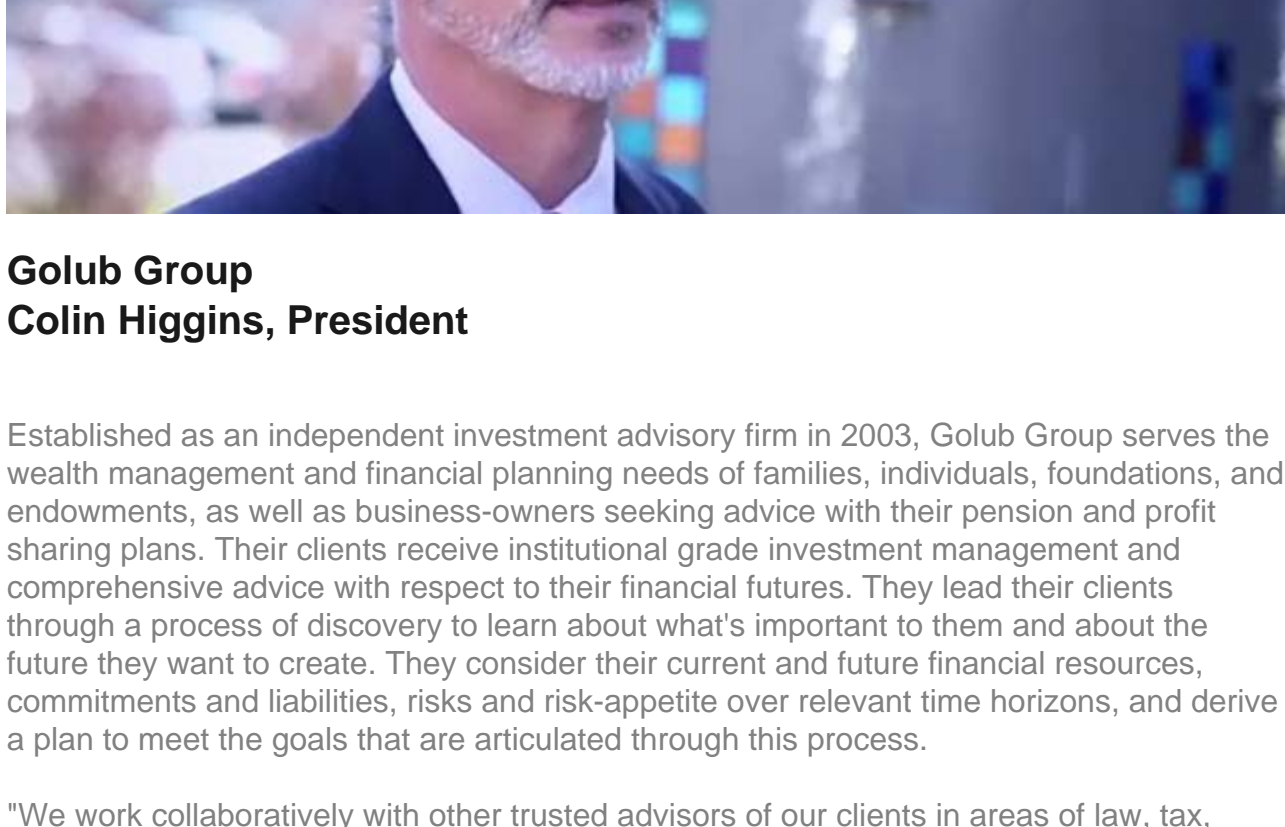 Golub Group
Colin Higgins, President
Established as an independent investment advisory firm in 2003, Golub Group serves the
wealth management and financial planning needs of families, individuals, foundations, and
endowments, as well as business-owners seeking advice with their pension and profit
sharing plans. Their clients receive institutional grade investment management and
comprehensive advice with respect to their financial futures. They lead their clients
through a process of discovery to learn about what's important to them and about the
future they want to create. They consider their current and future financial resources,
commitments and liabilities, risks and risk-appetite over relevant time horizons, and derive
a plan to meet the goals that are articulated through this process.
"We work collaboratively with other trusted advisors of our clients in areas of law, tax,